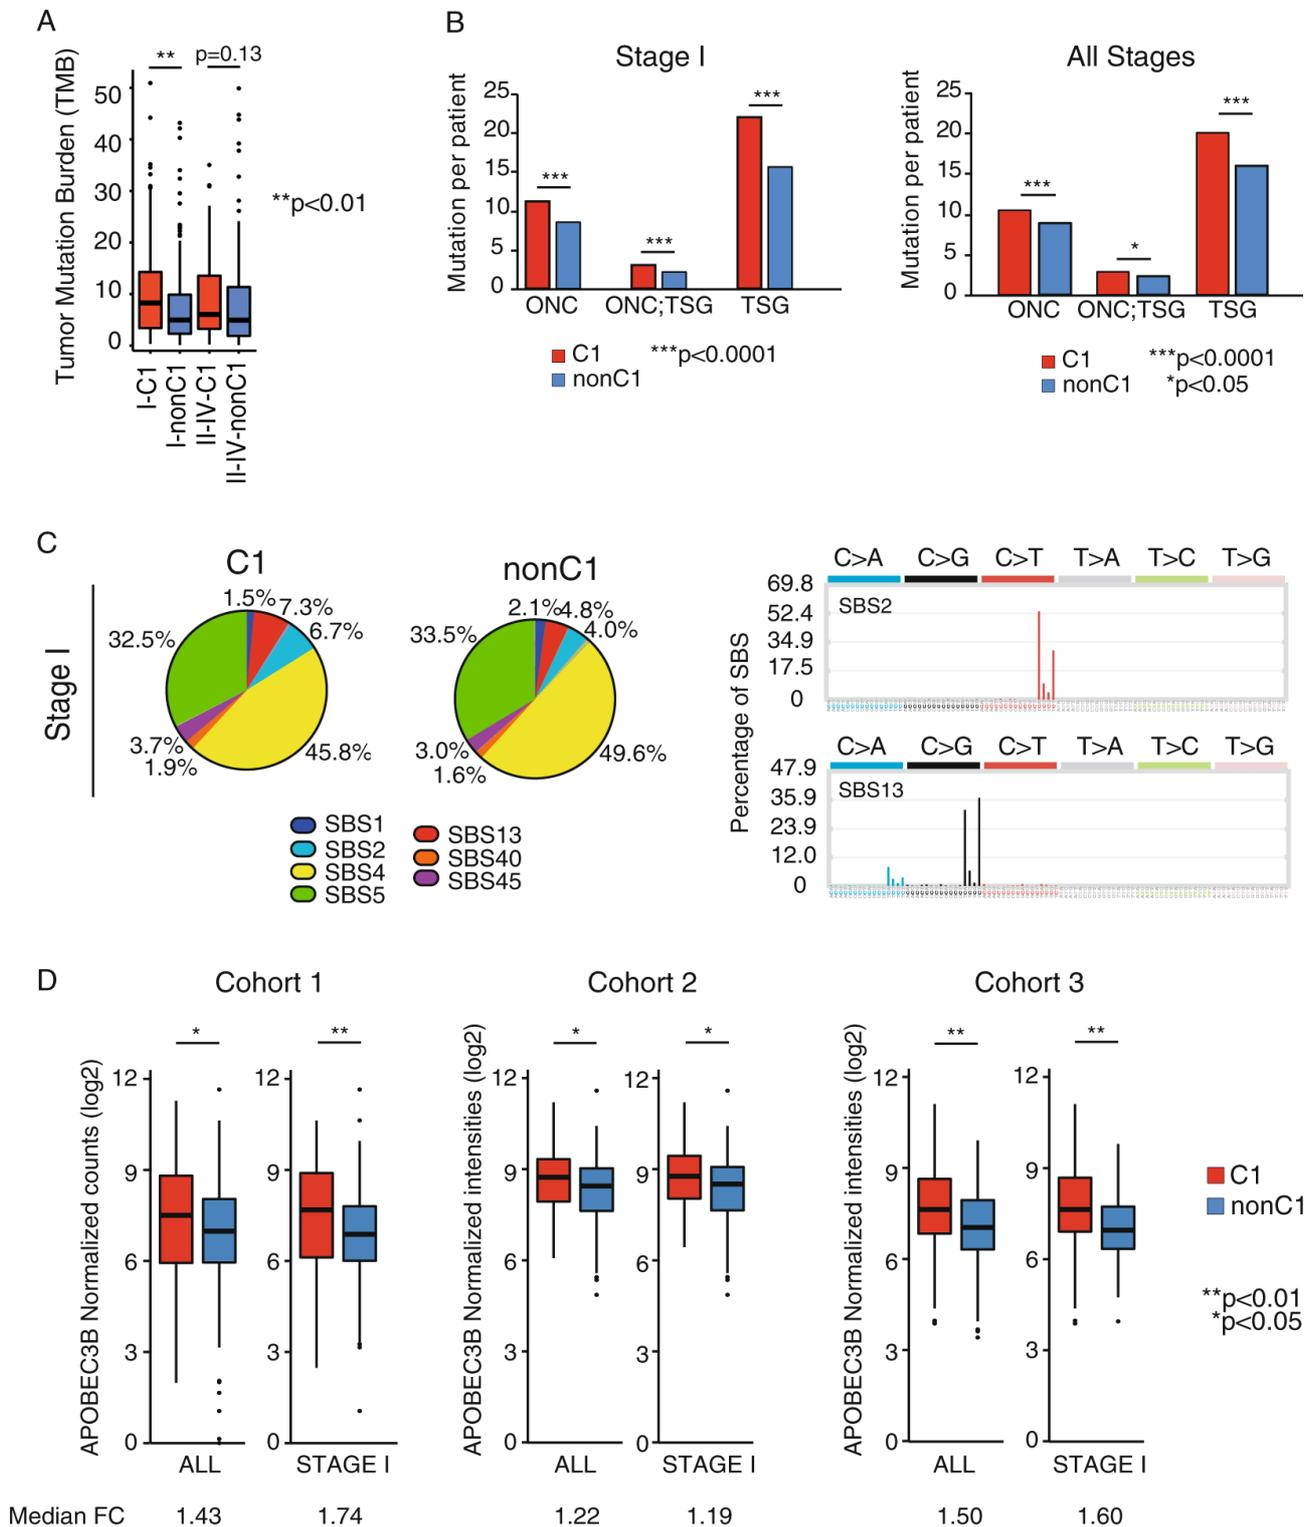 A
Tumor Mutation Burden (TMB)
**
p=0.13
50
40
30
20
10
0
**p<0.01
I-C1
I-nonC1
II-IV-C1
II-IV-nonC1
B
Stage I
Mutation per patient
25
20
15
10
5
0
***
***
***
ONC
ONC;TSG
TSG
C1
nonC1
***p<0.0001
All Stages
Mutation per patient
25
20
15
10
5
0
***
*
***
ONC
ONC;TSG
TSG
C1
nonC1
***p<0.0001
*p<0.05
C
Stage I
C1
1.5%
7.3%
6.7%
32.5%
45.8%
3.7%
1.9%
nonC1
2.1%
4.8%
4.0%
33.5%
49.6%
3.0%
1.6%
SBS1
SBS2
SBS4
SBS5
SBS13
SBS40
SBS45
Percentage of SBS
C>A C>G C>T T>A T>C T>G
69.8
52.4
34.9
17.5
0
SBS2
C>A C>G C>T T>A T>C T>G
47.9
35.9
23.9
12.0
0
SBS13
D
Cohort 1
APOBEC3B Normalized counts (log2)
*
12
9
6
3
0
ALL
**
12
9
6
3
0
STAGE I
Cohort 2
APOBEC3B Normalized intensities (log2)
*
12
9
6
3
0
ALL
*
12
9
6
3
0
STAGE I
Cohort 3
APOBEC3B Normalized intensities (log2)
**
12
9
6
3
0
ALL
**
12
9
6
3
0
STAGE I
C1
nonC1
**p<0.01
*p<0.05
Median FC 1.43 1.74 1.22 1.19 1.50 1.60